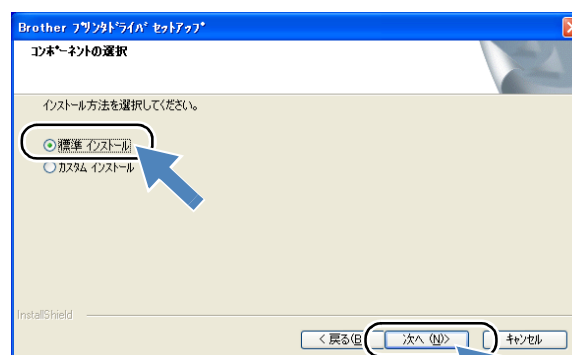 Brother ﾌﾟﾘﾝﾀﾄﾞﾗｲﾊﾞ ｾｯﾄｱｯﾌﾟ
ｺﾝﾎﾟｰﾈﾝﾄの選択
ｲﾝｽﾄｰﾙ方法を選択してください。
標準 ｲﾝｽﾄｰﾙ
ｶｽﾀﾑ ｲﾝｽﾄｰﾙ
InstallShield
< 戻る(B 次へ (N)> ｷｬﾝｾﾙ